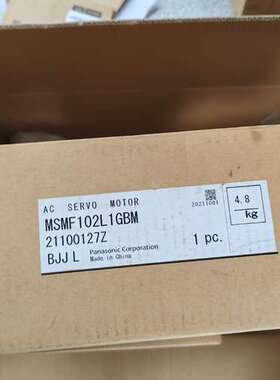 AC SERVO MOTOR
MSMF102L1GBM
21100127Z
BJJ L
Panasonic Corporation
Made in China
20211001
1 pc.
4.8
kg